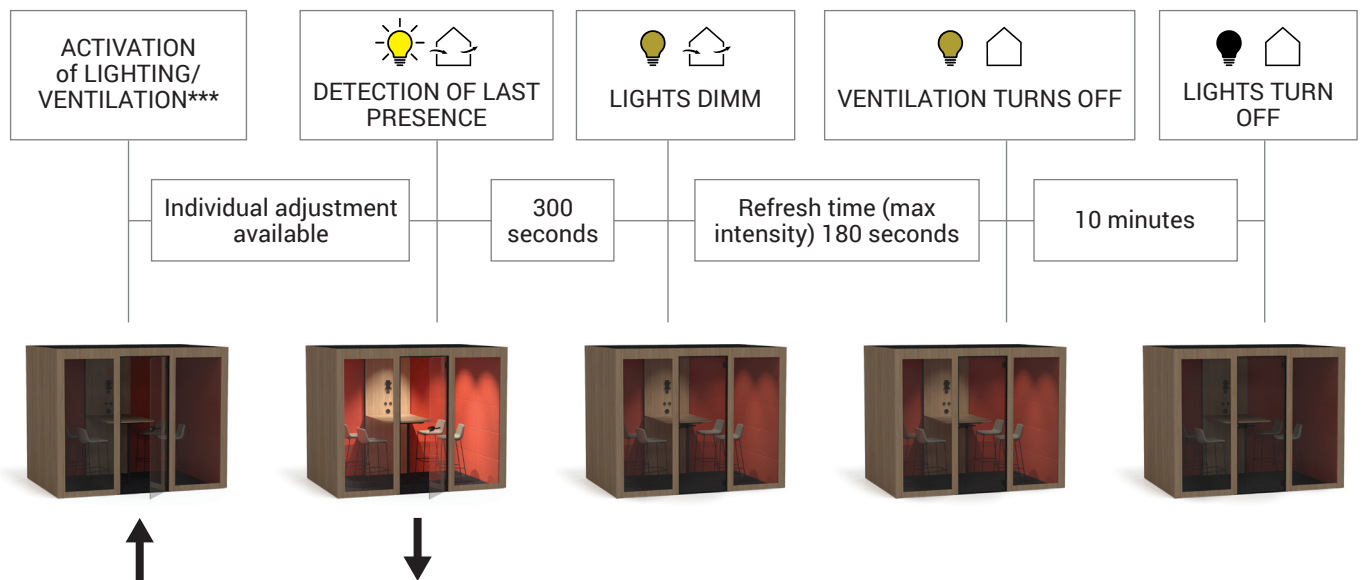 ACTIVATION
of LIGHTING/
VENTILATION***
DETECTION OF LAST
PRESENCE
LIGHTS DIMM
VENTILATION TURNS OFF
LIGHTS TURN
OFF
Individual adjustment
available
300
seconds
Refresh time (max
intensity) 180 seconds
10 minutes